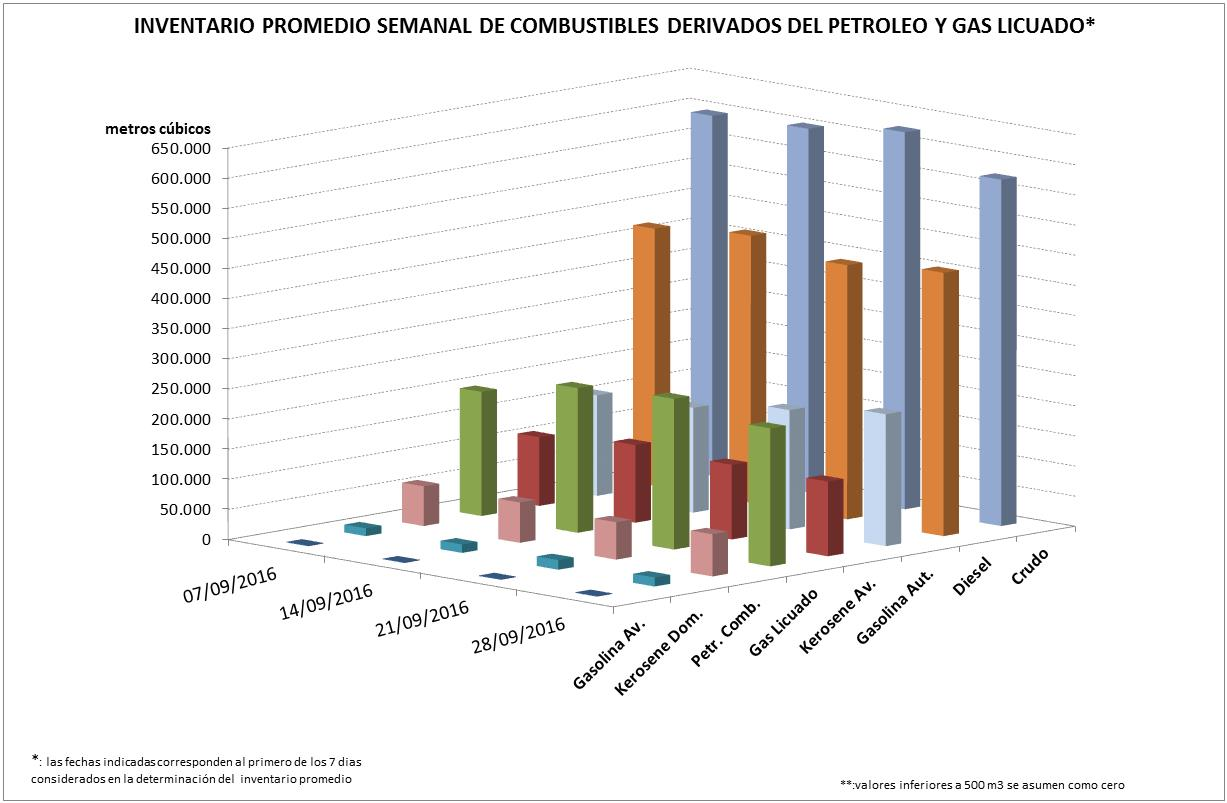 INVENTARIO PROMEDIO SEMANAL DE COMBUSTIBLES DERIVADOS DEL PETROLEO Y GAS LICUADO*
metros cúbicos
650.000
600.000
550.000
500.000
450.000
400.000
350.000
300.000
250.000
200.000
150.000
100.000
50.000
0
07/09/2016
14/09/2016
21/09/2016
28/09/2016
Gasolina Av.
Kerosene Dom.
Petr. Comb.
Gas Licuado
Kerosene Av.
Gasolina Aut.
Diesel
Crudo
*: las fechas indicadas corresponden al primero de los 7 dias
considerados en la determinación del inventario promedio
**:valores inferiores a 500 m3 se asumen como cero